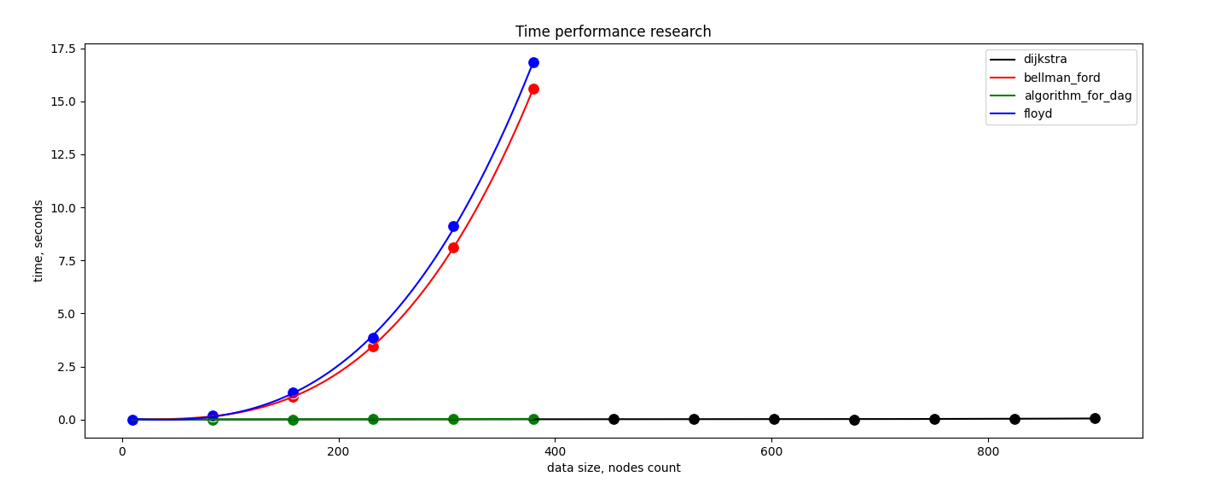 Time performance research
17.5
15.0
12.5
10.0
7.5
5.0
2.5
0.0
time, seconds
dijkstra
bellman_ford
algorithm_for_dag
floyd
0 200 400 600 800
data size, nodes count